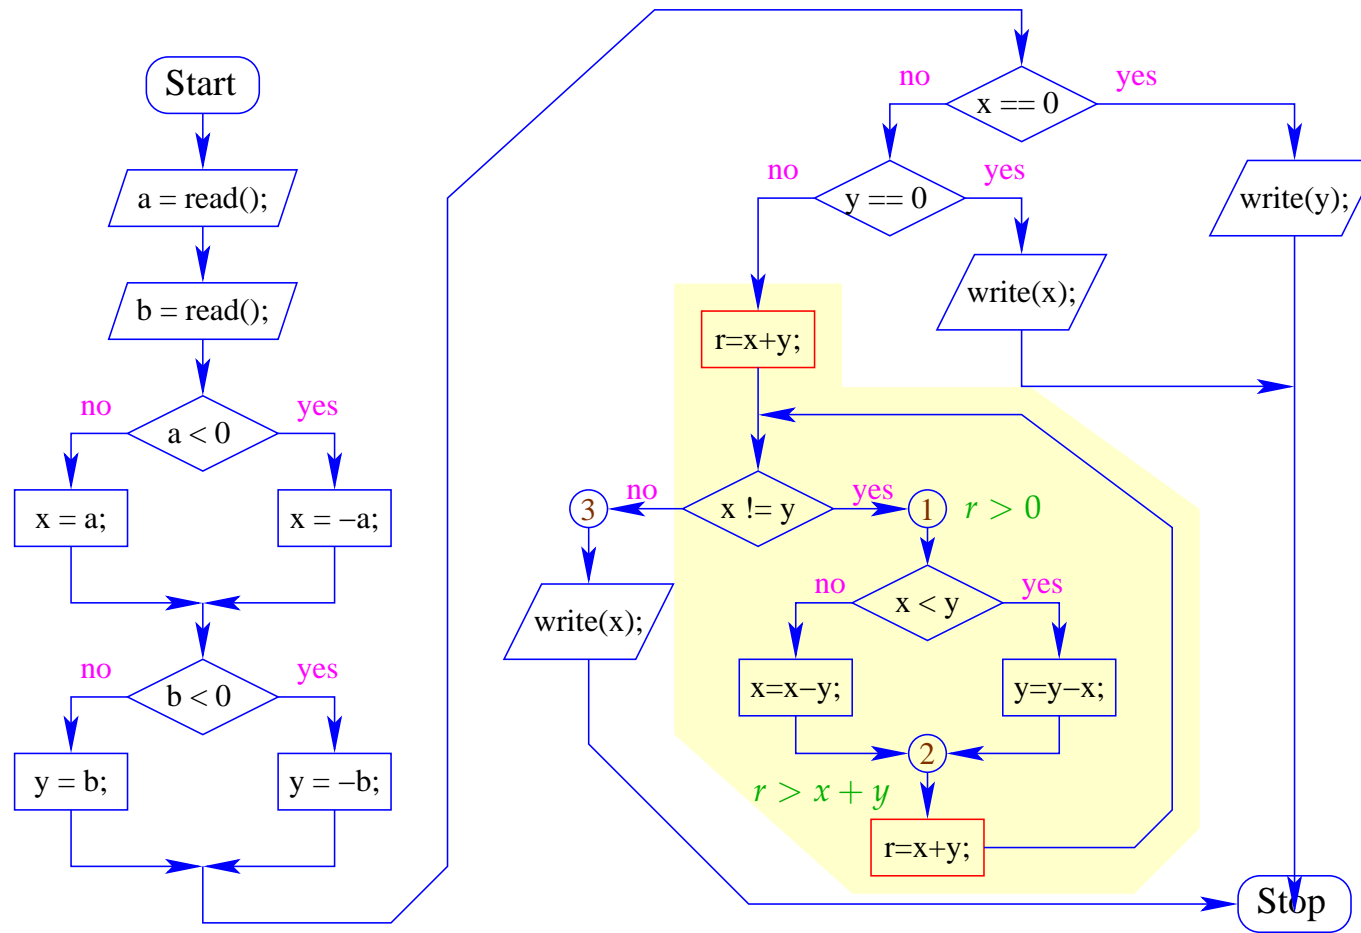 Start
a = read();
b = read();
no
yes
a < 0
x = a;
x = −a;
no
yes
b < 0
y = b;
y = −b;
no
yes
x == 0
no
yes
y == 0
write(y);
write(x);
r=x+y;
3
no
x != y
yes
1
r > 0
write(x);
no
yes
x < y
x=x−y;
y=y−x;
2
r > x + y
r=x+y;
Stop